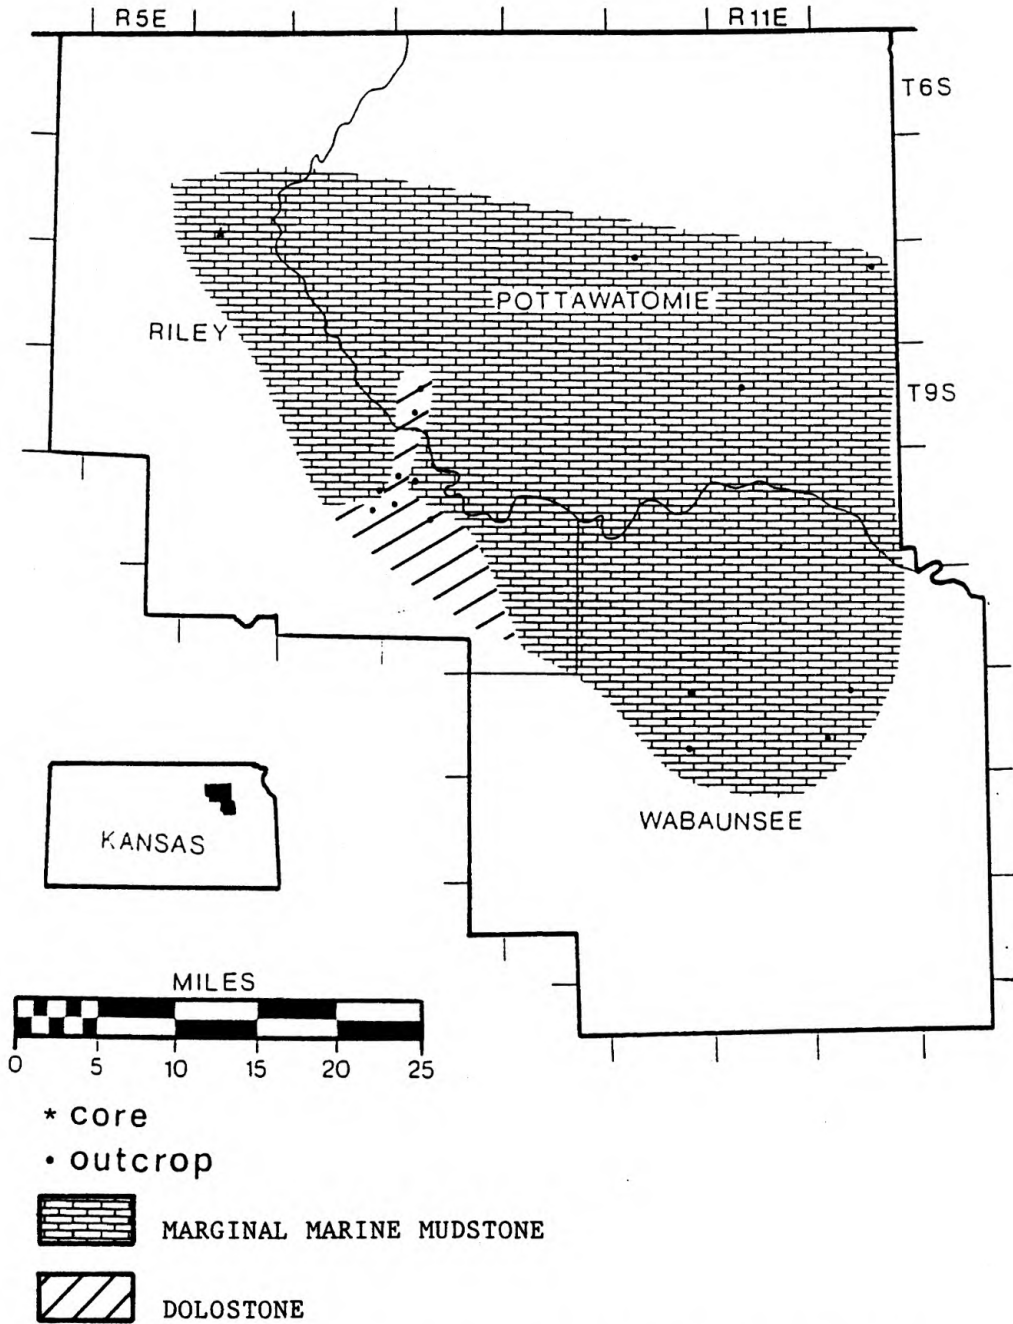 R5E R11E
T6S
POTTAWATOMIE
RILEY
T9S
WABAUNSEE
KANSAS
MILES
0 5 10 15 20 25
* core
• outcrop
MARGINAL MARINE MUDSTONE
DOLOSTONE